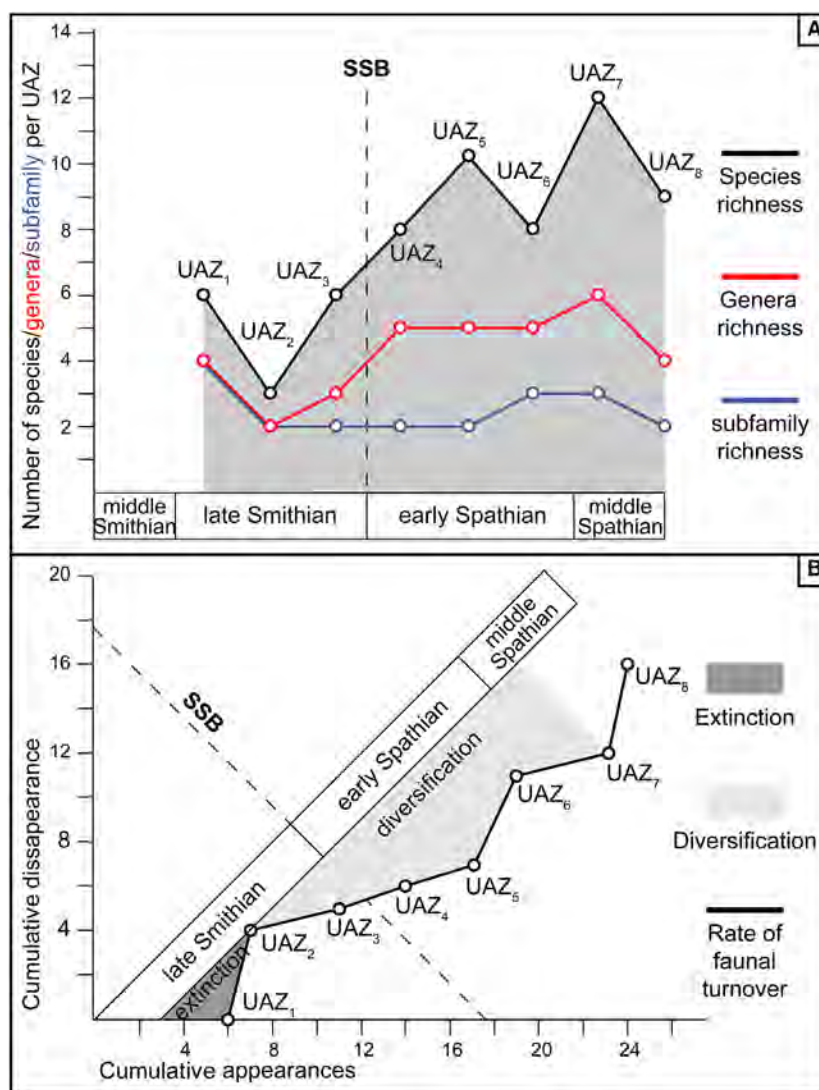 A
Number of species/genera/subfamily per UAZ
14
12
10
8
6
4
2
SSB
UAZ1
UAZ2
UAZ3
UAZ4
UAZ5
UAZ6
UAZ7
UAZ8
Species
richness
Genera
richness
subfamily
richness
middle
Smithian
late Smithian
early Spathian
middle
Spathian
B
Cumulative dissapearance
20
16
12
8
4
SSB
late Smithian
early Spathian
middle
Spathian
extinction
diversification
UAZ1
UAZ2
UAZ3
UAZ4
UAZ5
UAZ6
UAZ7
UAZ8
Extinction
Diversification
Rate of
faunal
turnover
4 8 12 16 20 24
Cumulative appearances